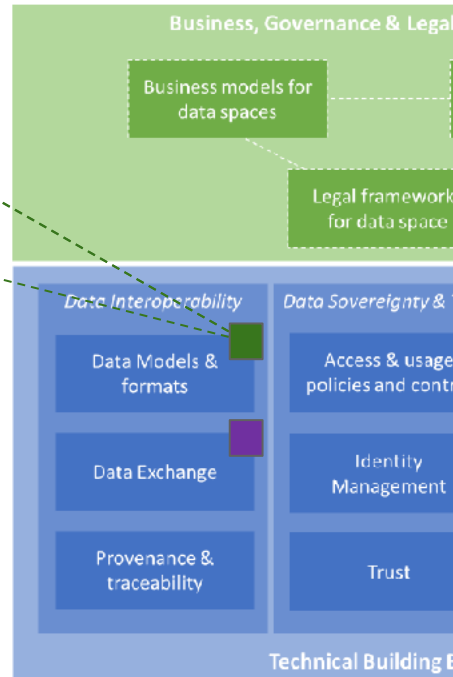 Business, Governance & Legal
Business models for
data spaces
Legal framework
for data space
Data Interoperability
Data Models &
formats
Data Exchange
Provenance &
traceability
Data Sovereignty &
Access & usage
policies and contr
Identity
Management
Trust
Technical Building